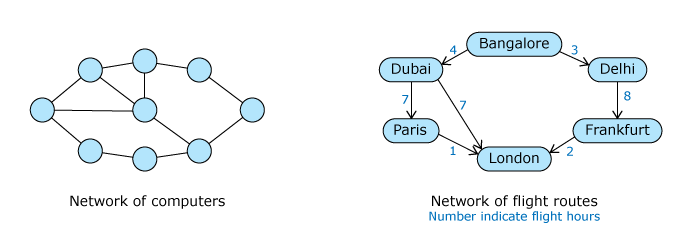 Bangalore
4
3
Dubai
Delhi
7
7
8
Paris
Frankfurt
1
2
London
Network of computers
Network of flight routes
Number indicate flight hours